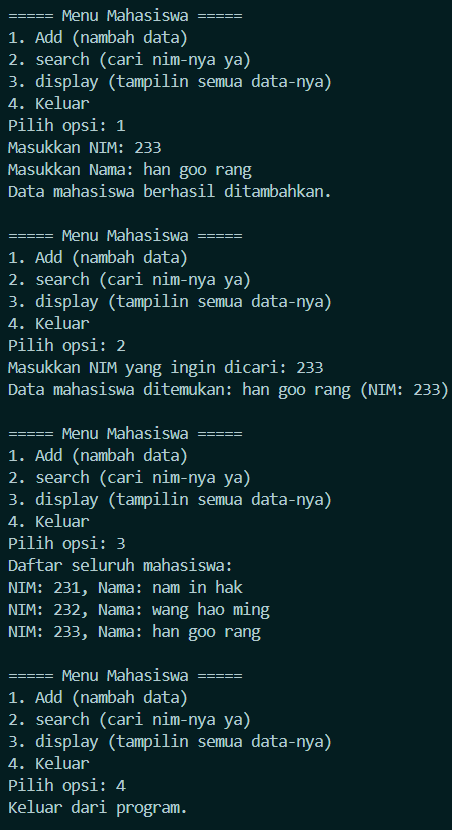 ===== Menu Mahasiswa =====
1. Add (nambah data)
2. search (cari nim-nya ya)
3. display (tampilin semua data-nya)
4. Keluar
Pilih opsi: 1
Masukkan NIM: 233
Masukkan Nama: han goo rang
Data mahasiswa berhasil ditambahkan.

===== Menu Mahasiswa =====
1. Add (nambah data)
2. search (cari nim-nya ya)
3. display (tampilin semua data-nya)
4. Keluar
Pilih opsi: 2
Masukkan NIM yang ingin dicari: 233
Data mahasiswa ditemukan: han goo rang (NIM: 233)

===== Menu Mahasiswa =====
1. Add (nambah data)
2. search (cari nim-nya ya)
3. display (tampilin semua data-nya)
4. Keluar
Pilih opsi: 3
Daftar seluruh mahasiswa:
NIM: 231, Nama: nam in hak
NIM: 232, Nama: wang hao ming
NIM: 233, Nama: han goo rang

===== Menu Mahasiswa =====
1. Add (nambah data)
2. search (cari nim-nya ya)
3. display (tampilin semua data-nya)
4. Keluar
Pilih opsi: 4
Keluar dari program.